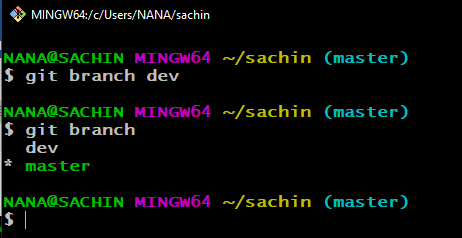 MINGW64:/c/Users/NANA/sachin
NANA@SACHIN MINGW64 ~/sachin (master)
$ git branch dev
NANA@SACHIN MINGW64 ~/sachin (master)
$ git branch
dev
* master
NANA@SACHIN MINGW64 ~/sachin (master)
$